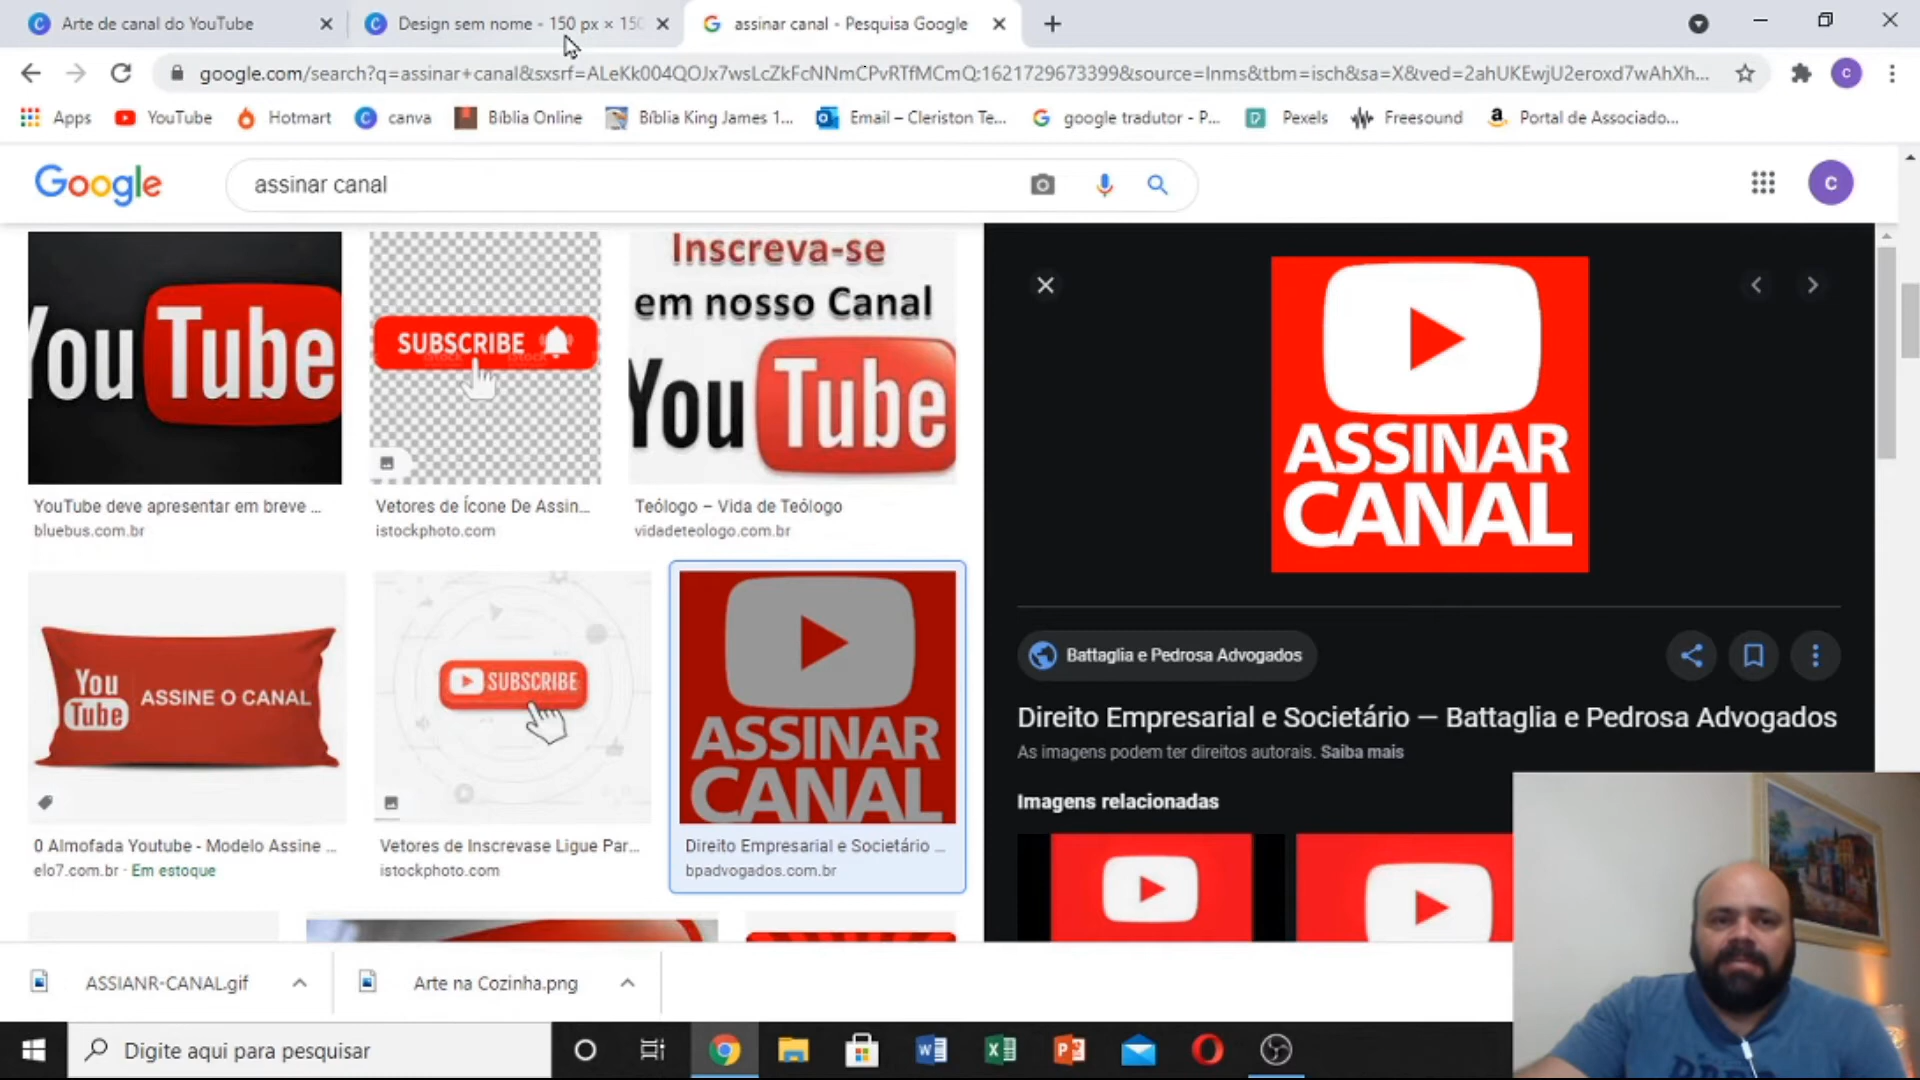 Arte de canal do YouTube
Design sem nome - 150 px × 150
assinar canal - Pesquisa Google
google.com/search?q=assinar+canal&sxsrf=ALeKk004QOJx7wsLcZkFcNNmCPvRTfMCmQ:1621729673399&source=lnms&tbm=isch&sa=X&ved=2ahUKEwjU2eroxd7wAhXh...
C
Apps
YouTube
Hotmart
canva
Bíblia Online
Bíblia King James 1...
Email – Cleriston Te...
google tradutor - P...
Pexels
Freesound
Portal de Associado...
Google
assinar canal
C
YouTube
SUBSCRIBE
Inscreva-se
em nosso Canal
YouTube
ASSINAR
CANAL
YouTube deve apresentar em breve ...
bluebus.com.br
Vetores de Ícone De Assin...
istockphoto.com
Teólogo – Vida de Teólogo
vidadeteologo.com.br
You
Tube
ASSINE O CANAL
SUBSCRIBE
ASSINAR
CANAL
Battaglia e Pedrosa Advogados
Direito Empresarial e Societário — Battaglia e Pedrosa Advogados
As imagens podem ter direitos autorais. Saiba mais
Imagens relacionadas
0 Almofada Youtube - Modelo Assine ...
elo7.com.br · Em estoque
Vetores de Inscrevase Ligue Par...
istockphoto.com
Direito Empresarial e Societário ...
bpadvogados.com.br
ASSIANR-CANAL.gif
Arte na Cozinha.png
Digite aqui para pesquisar